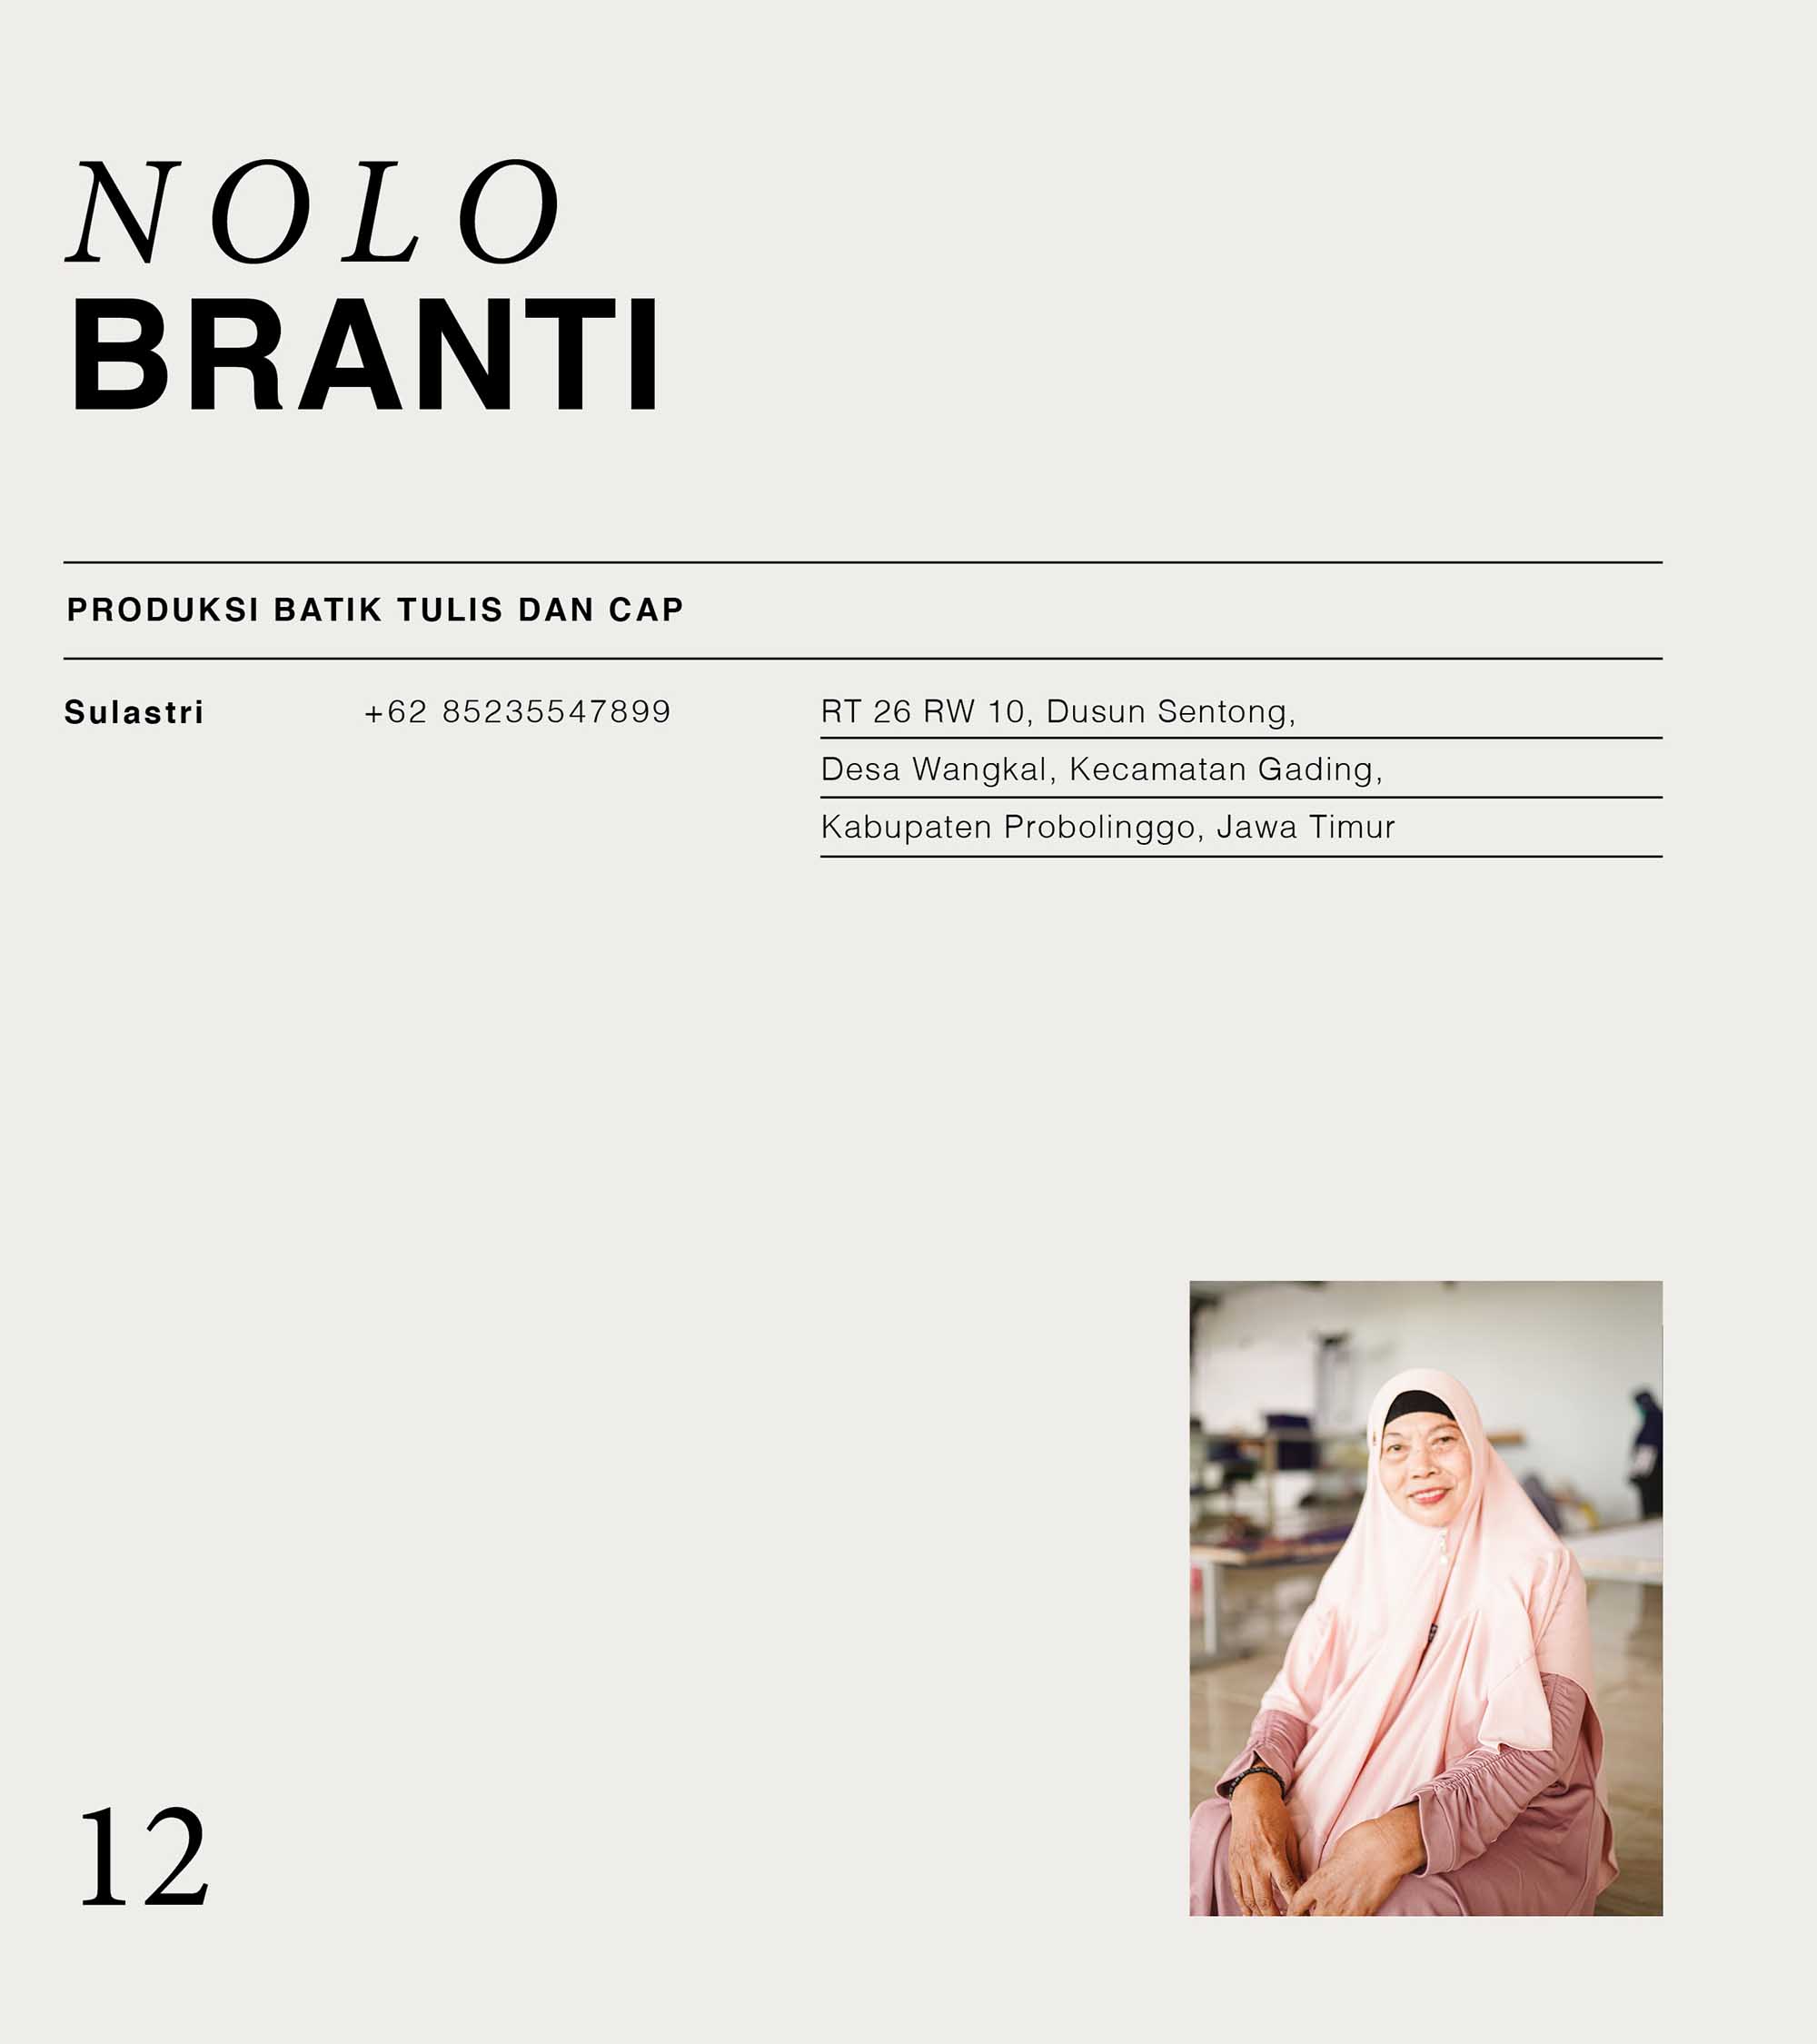 NOLO
BRANTI
PRODUKSI BATIK TULIS DAN CAP
Sulastri +62 85235547899 RT 26 RW 10, Dusun Sentong,
Desa Wangkal, Kecamatan Gading,
Kabupaten Probolinggo, Jawa Timur
12